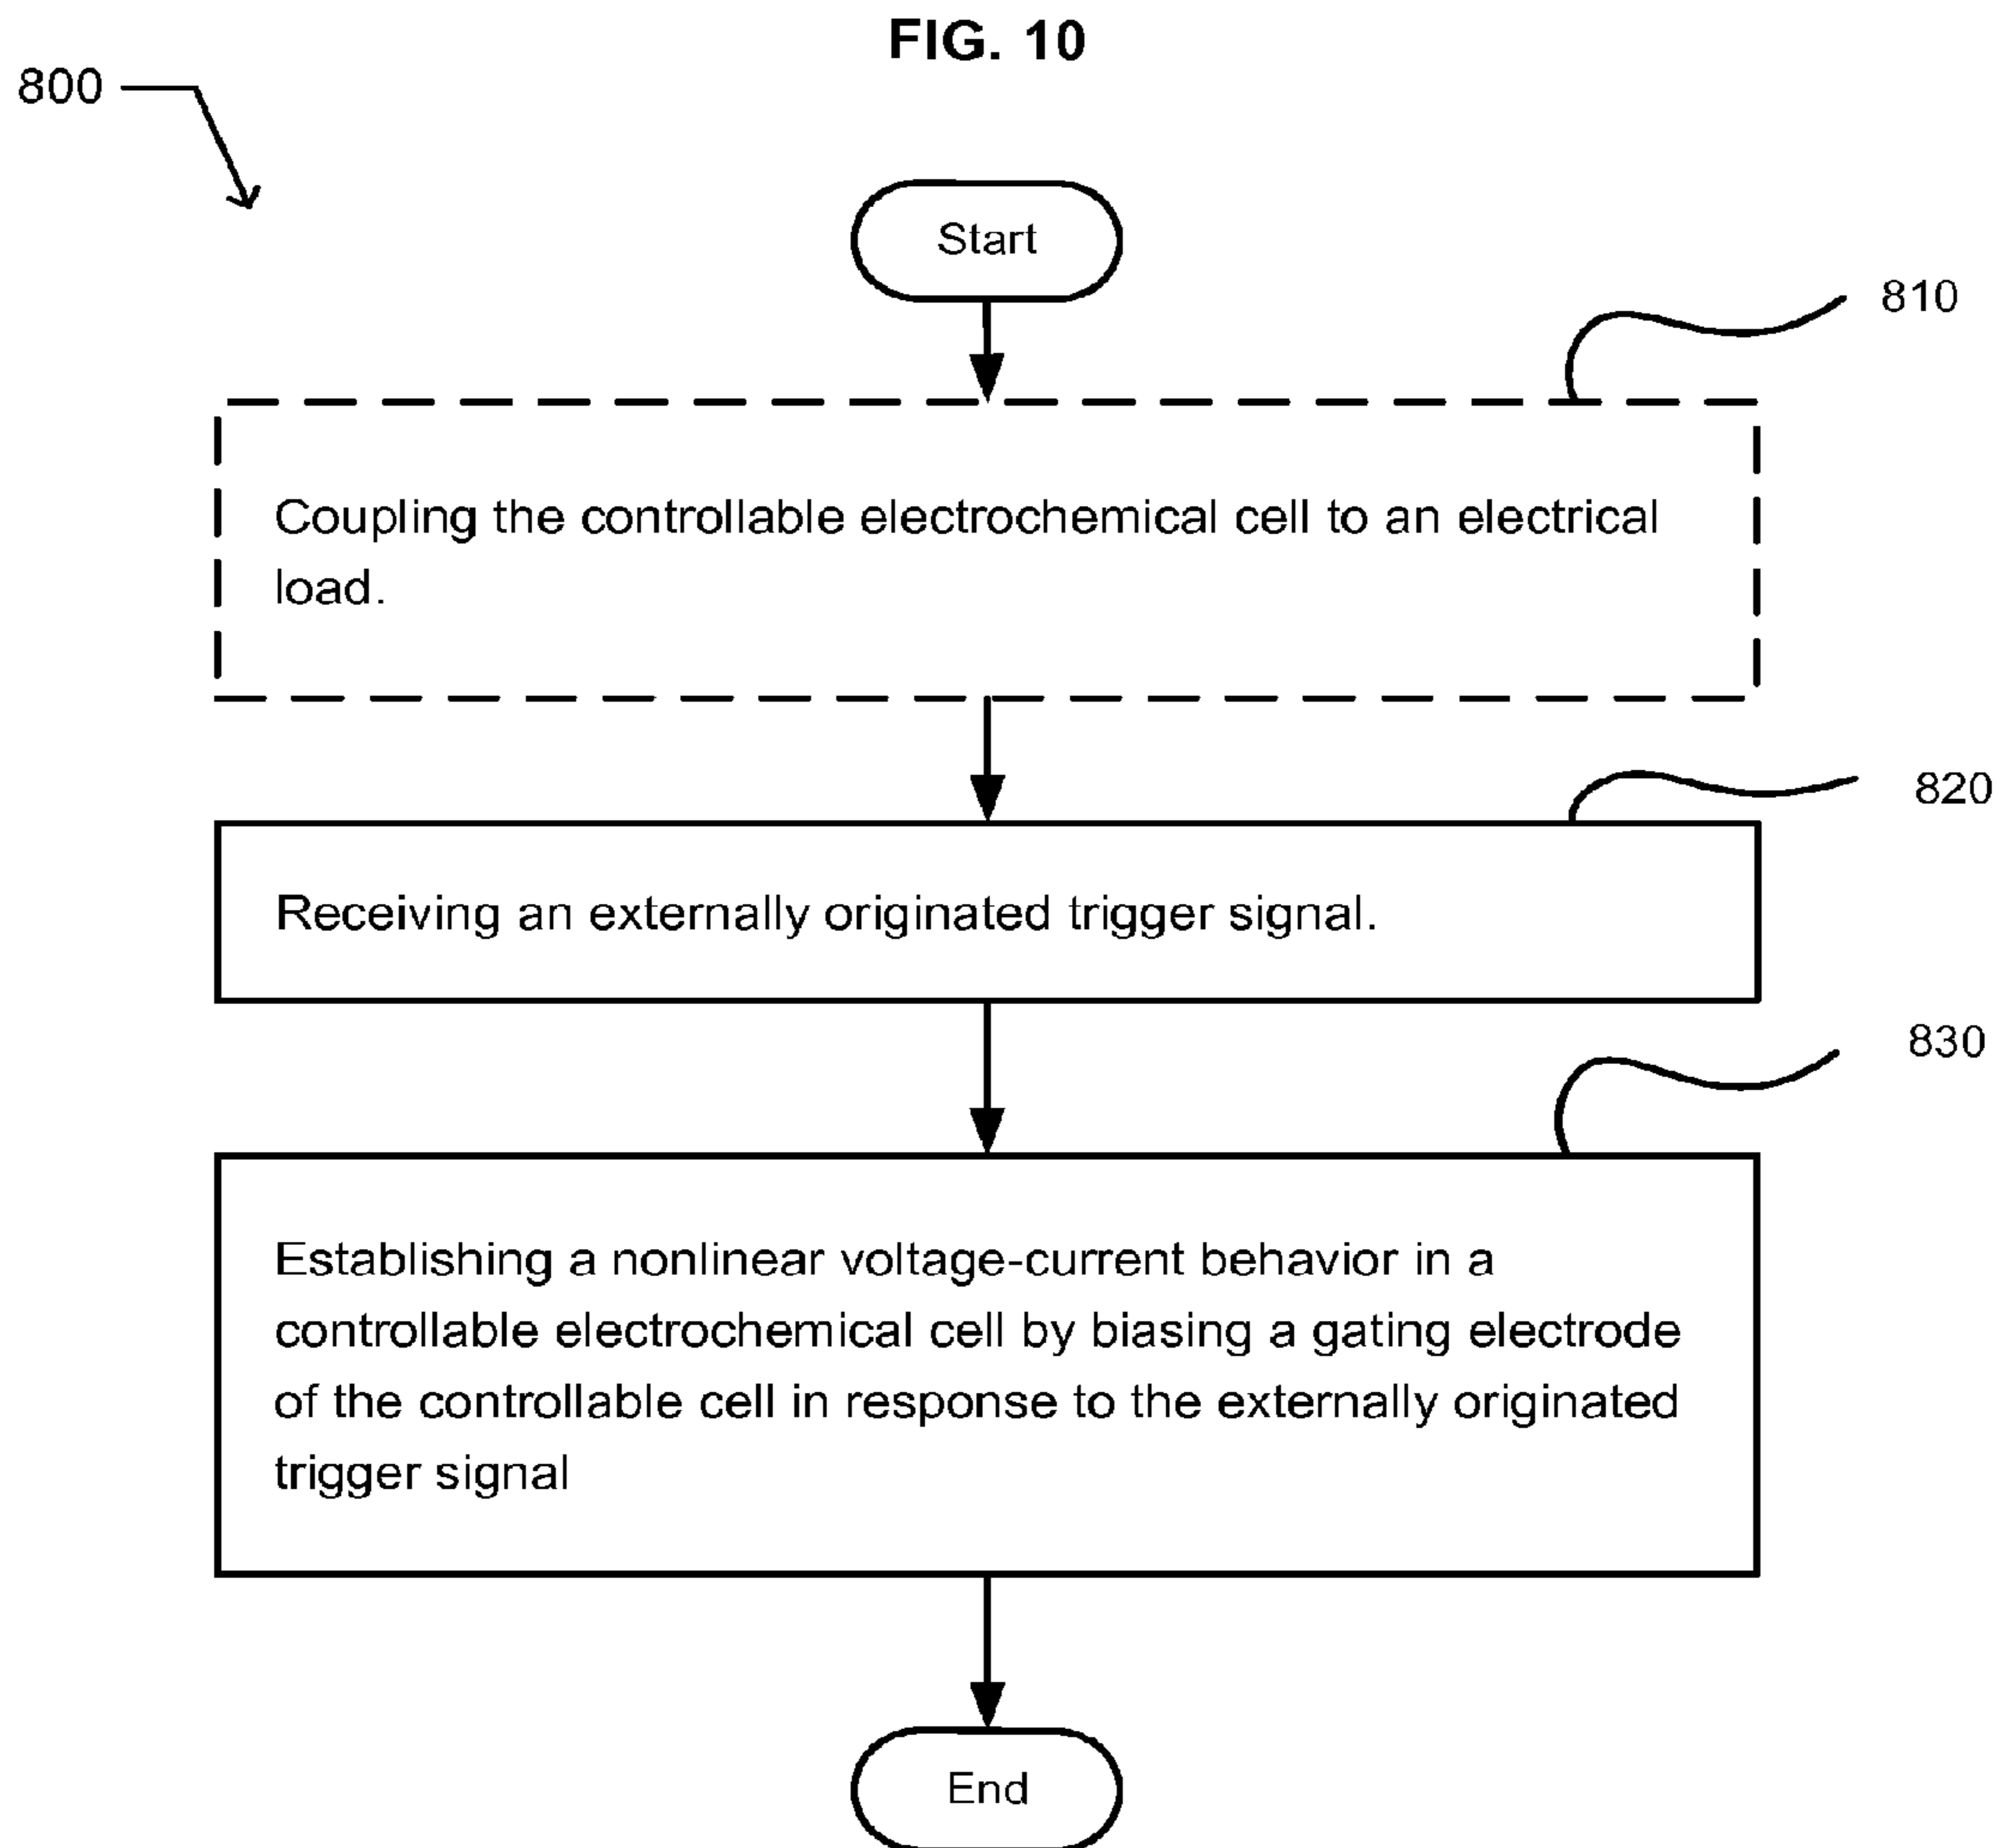 FIG. 10
800
Start
810
Coupling the controllable electrochemical cell to an electrical
load.
820
Receiving an externally originated trigger signal.
830
Establishing a nonlinear voltage-current behavior in a
controllable electrochemical cell by biasing a gating electrode
of the controllable cell in response to the externally originated
trigger signal
End